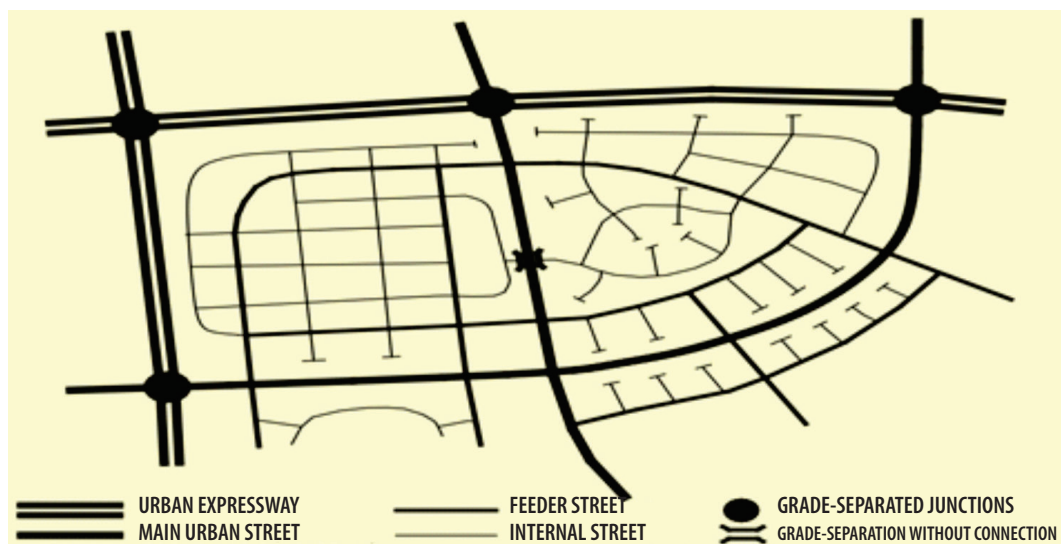 URBAN EXPRESSWAY
MAIN URBAN STREET
FEEDER STREET
INTERNAL STREET
GRADE-SEPARATED JUNCTIONS
GRADE-SEPARATION WITHOUT CONNECTION